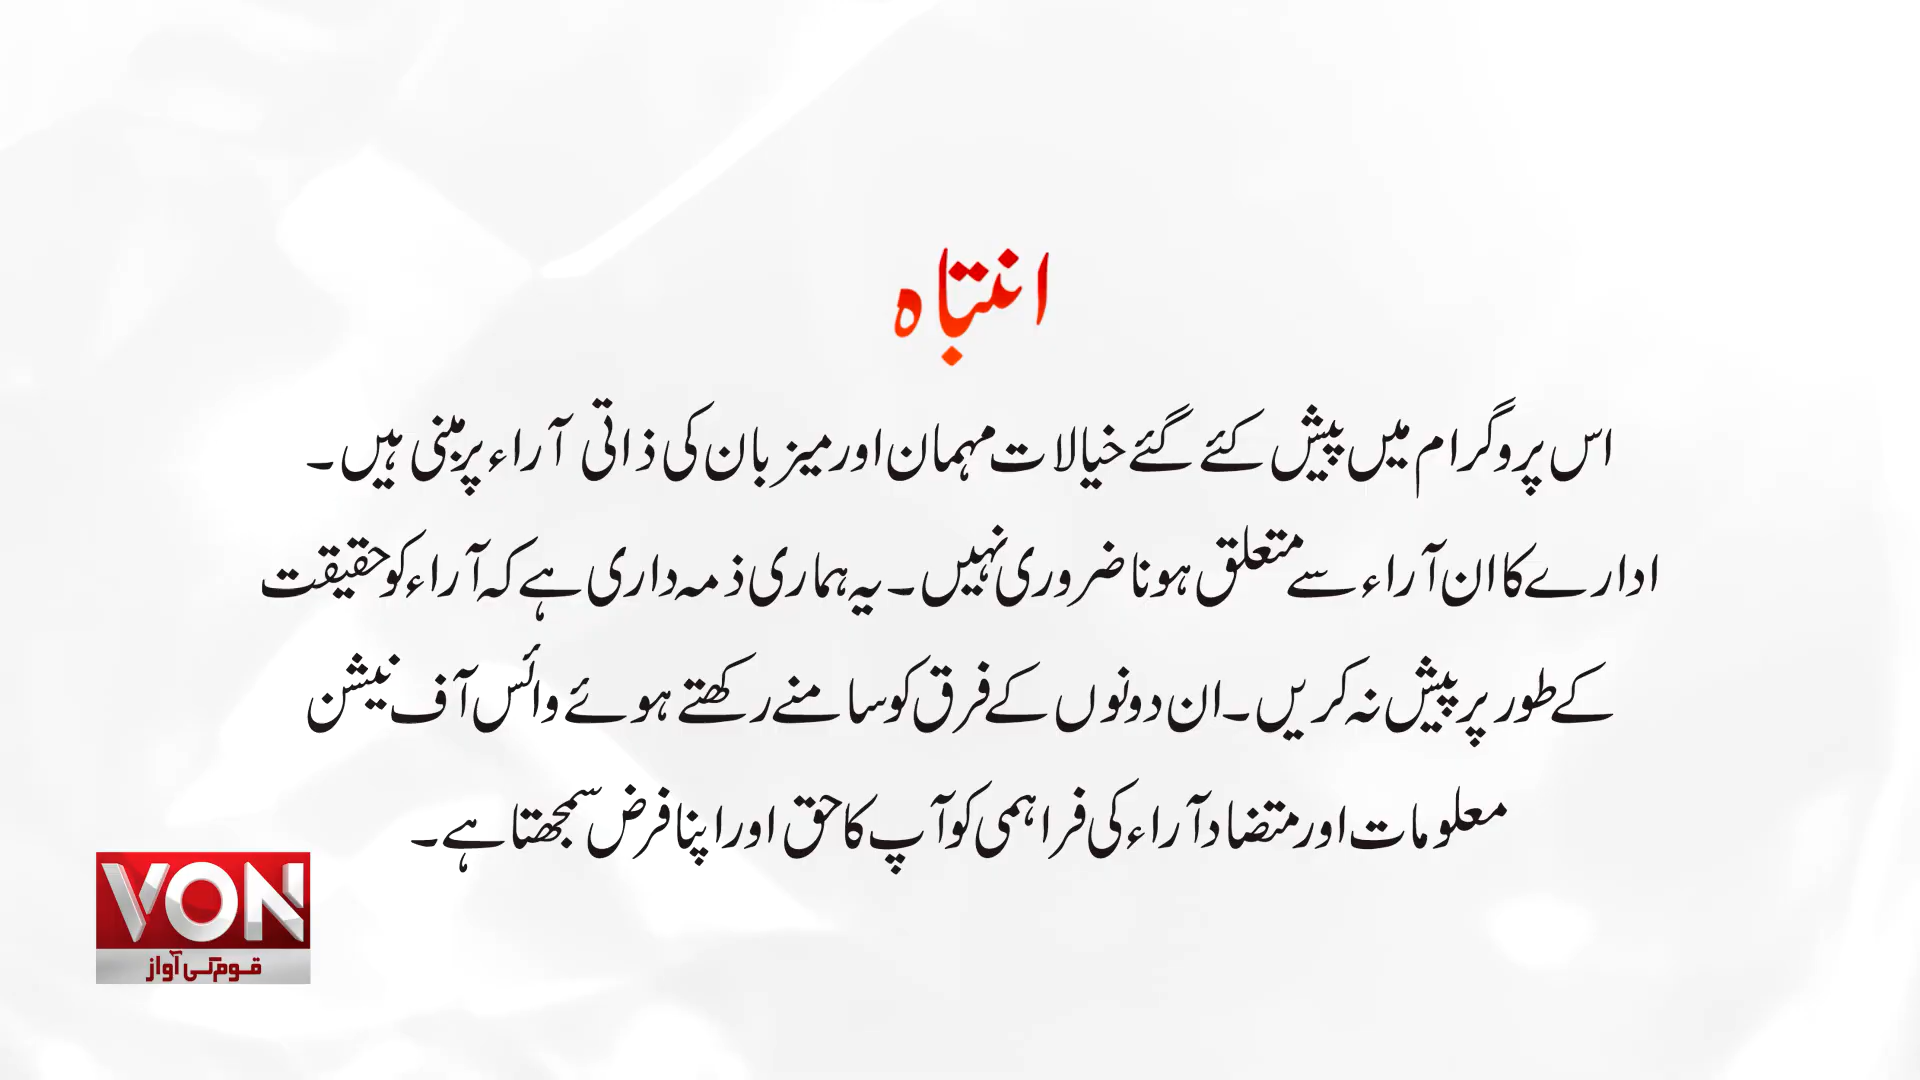 انتباہ
اس پروگرام میں پیش کئے گئے خیالات مہمان اور میزبان کی ذاتی آراء پر مبنی ہیں۔
ادارے کا ان آراء سے متعلق ہونا ضروری نہیں۔ یہ ہماری ذمہ داری ہے کہ آراء کو حقیقت
کے طور پر پیش نہ کریں۔ ان دونوں کے فرق کو سامنے رکھتے ہوئے وائس آف نیشن
معلومات اور متضاد آراء کی فراہمی کو آپ کا حق اور اپنا فرض سمجھتا ہے۔
VON
قوم کی آواز